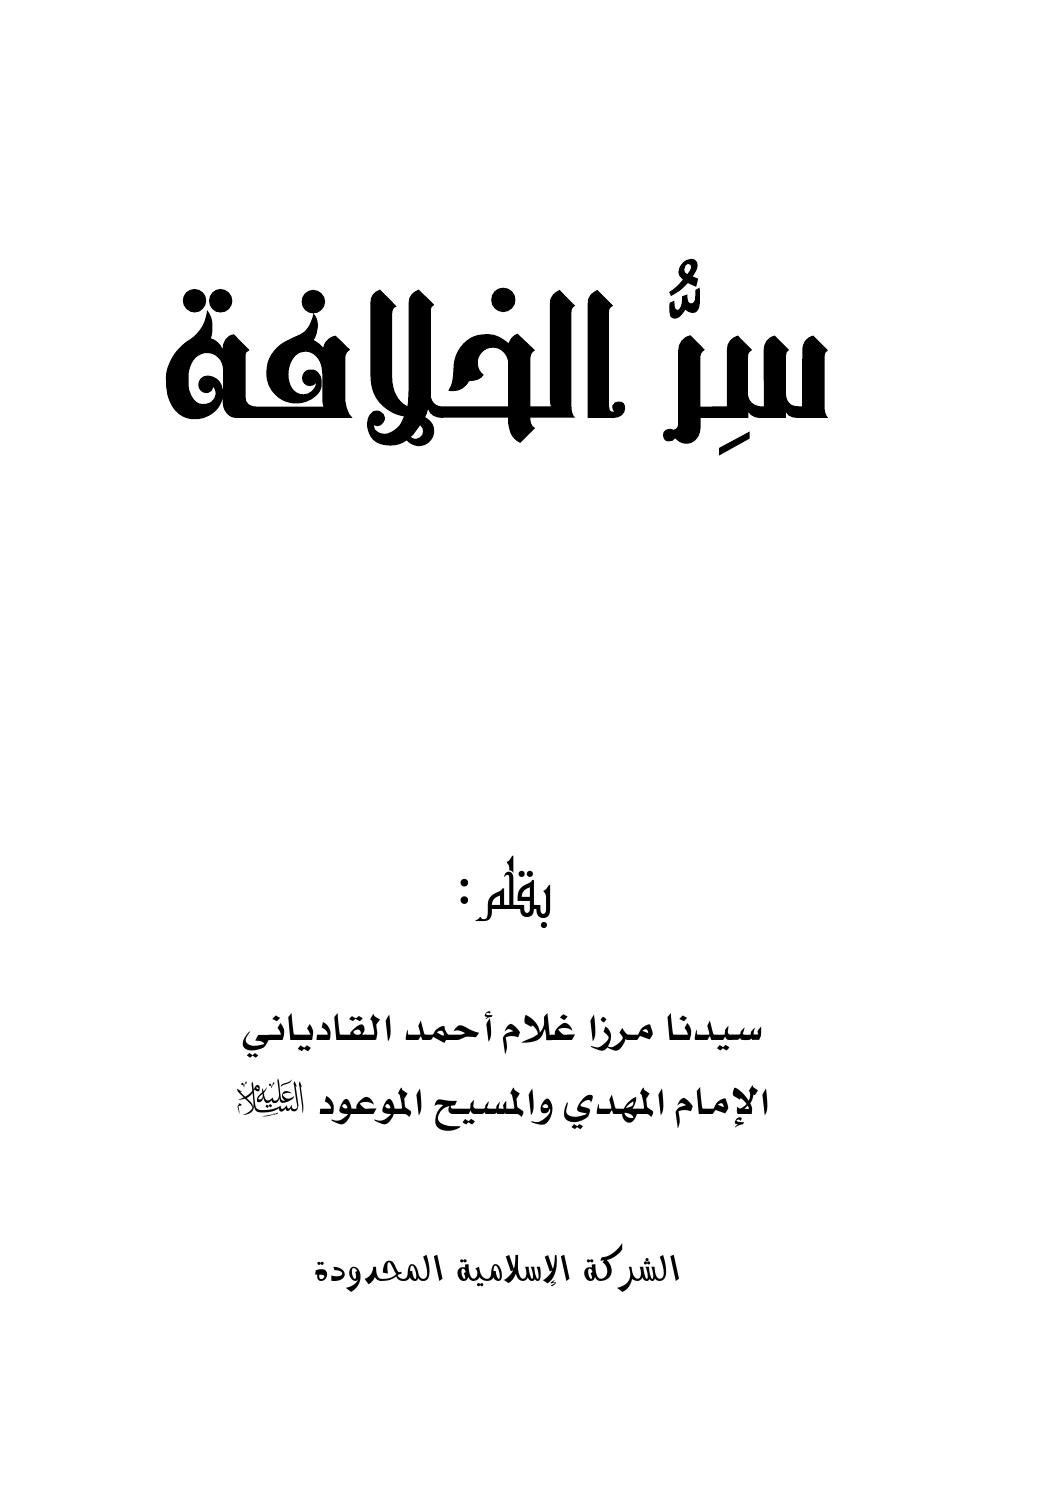 سِرُّ الخلافة
بقلم :
سيدنا مرزا غلام أحمد القادياني
الإمام المهدي والمسيح الموعود عليه السلام
الشركة الإسلامية المحدودة